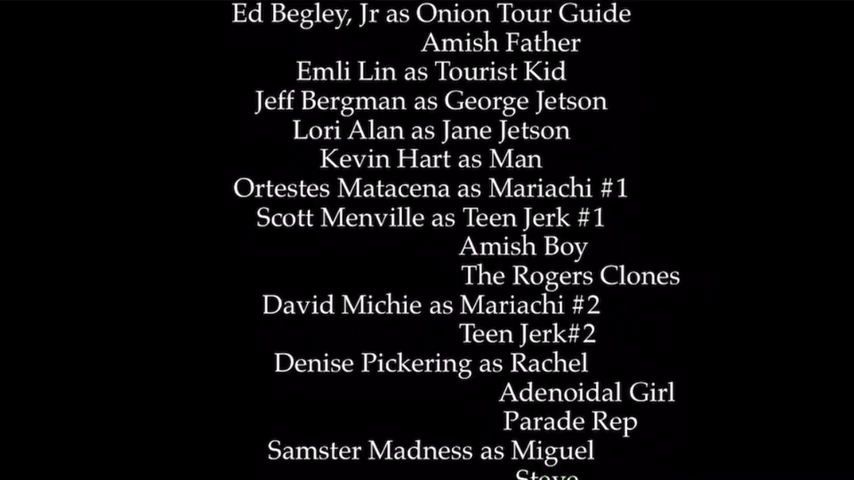 Ed Begley, Jr as Onion Tour Guide
Amish Father
Emli Lin as Tourist Kid
Jeff Bergman as George Jetson
Lori Alan as Jane Jetson
Kevin Hart as Man
Ortestes Matacena as Mariachi #1
Scott Menville as Teen Jerk #1
Amish Boy
The Rogers Clones
David Michie as Mariachi #2
Teen Jerk#2
Denise Pickering as Rachel
Adenoidal Girl
Parade Rep
Samster Madness as Miguel
Steve